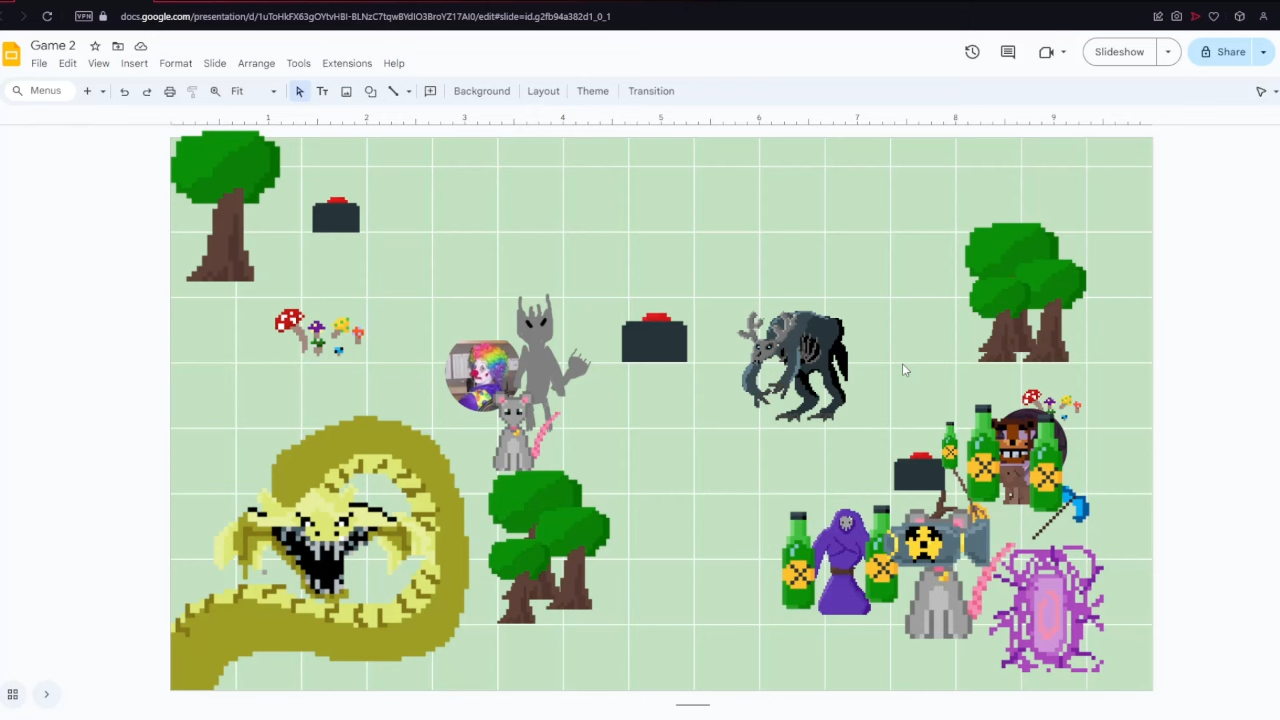 VPN docs.google.com/presentation/d/1uToHkFX63gOYtvHBI-BLNzC7tqwBYdIO3BroYZ17AI0/edit#slide=id.g2fb94a382d1_0_1
Game 2
File Edit View Insert Format Slide Arrange Tools Extensions Help
Slideshow
Share
Menus
Fit
Background Layout Theme Transition
1 2 3 4 5 6 7 8 9